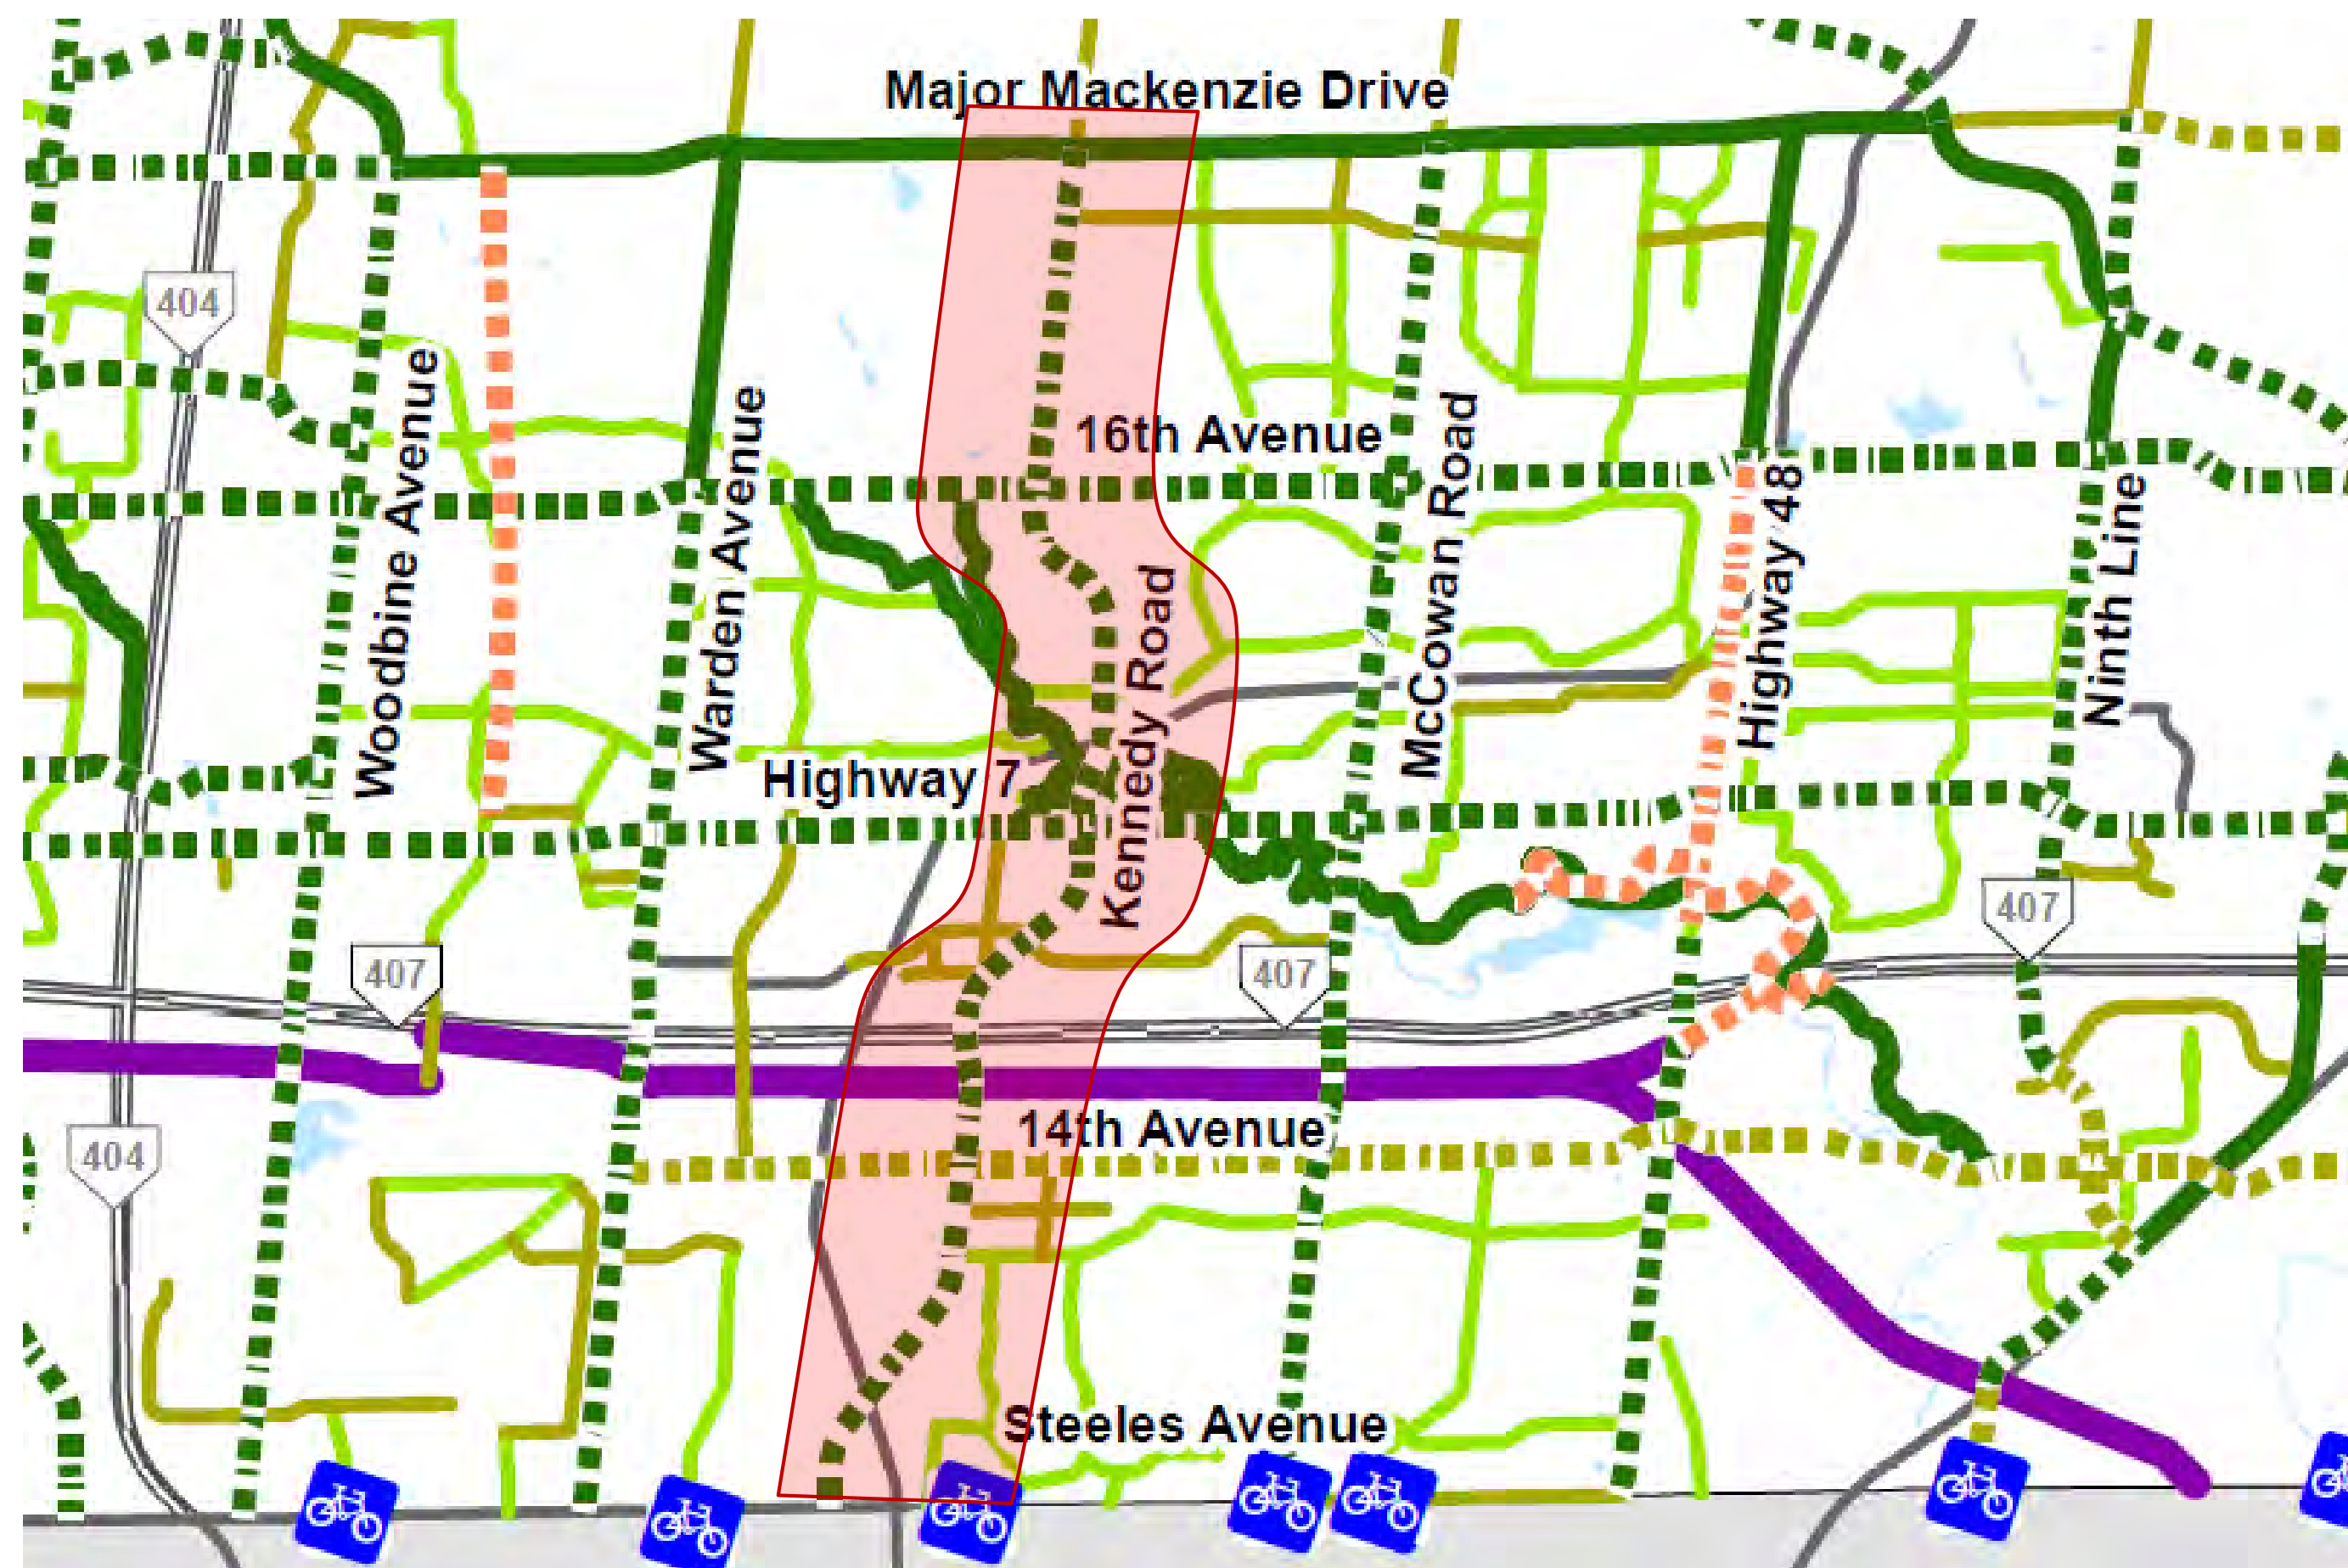 Major Mackenzie Drive
404
16th Avenue
Woodbine Avenue
Warden Avenue
Kennedy Road
McCowan Road
Highway 48
Ninth Line
Highway 7
407
407
407
14th Avenue
404
Steeles Avenue